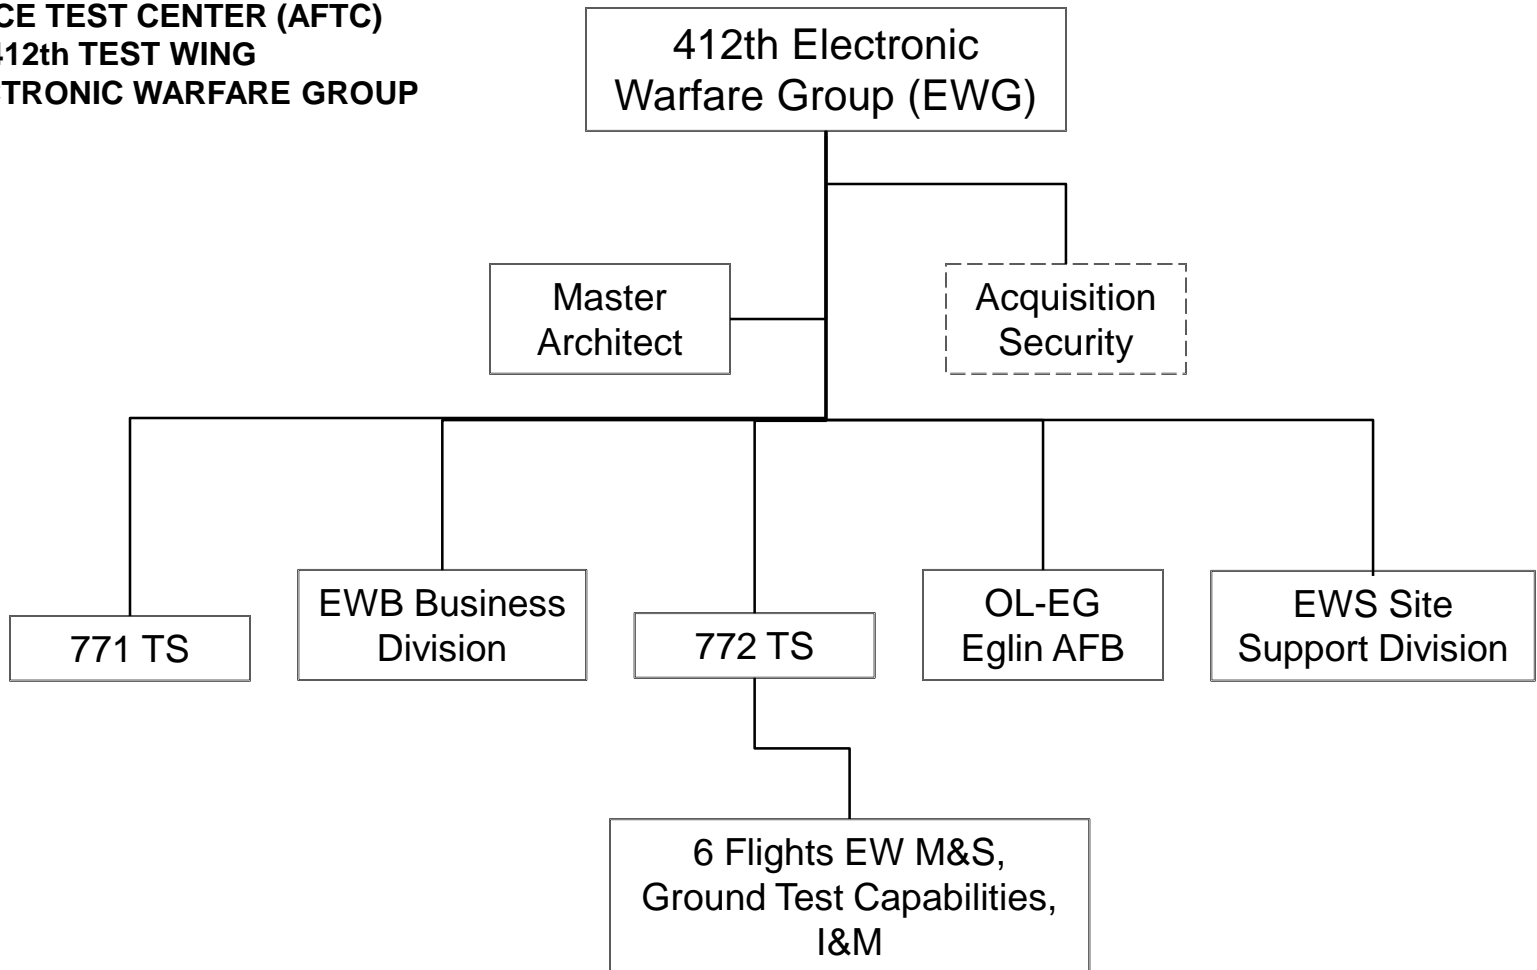 CE TEST CENTER (AFTC)
412th TEST WING
CTRONIC WARFARE GROUP
412th Electronic
Warfare Group (EWG)
Master
Architect
Acquisition
Security
771 TS
EWB Business
Division
772 TS
OL-EG
Eglin AFB
EWS Site
Support Division
6 Flights EW M&S,
Ground Test Capabilities,
I&M